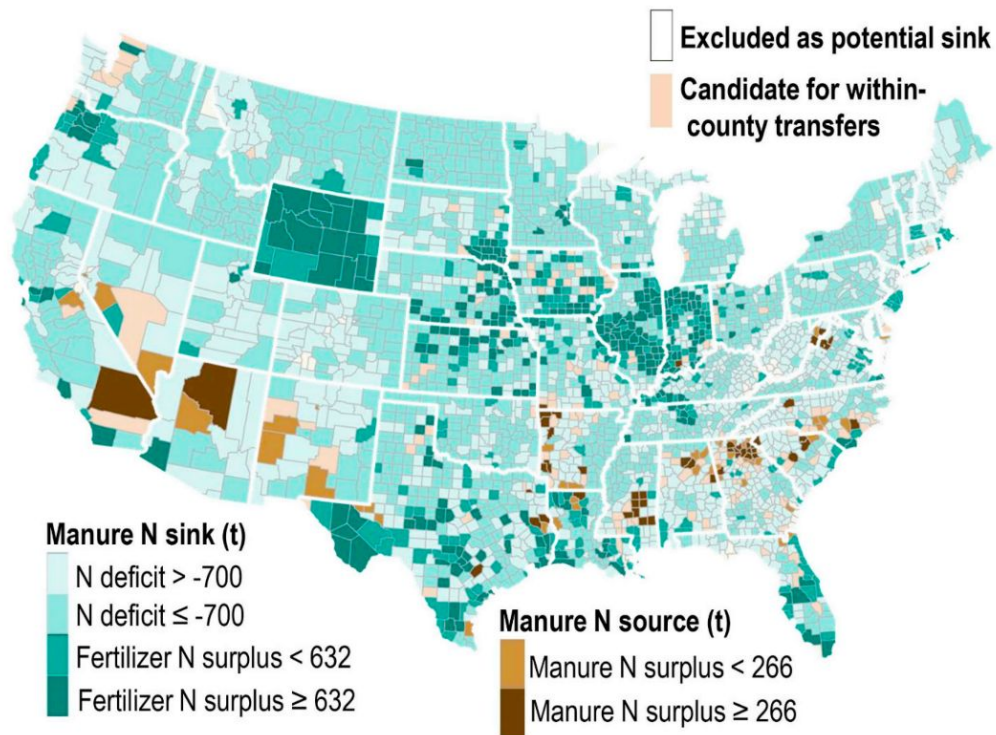 Excluded as potential sink
Candidate for within-
county transfers
Manure N sink (t)
N deficit > -700
N deficit ≤ -700
Fertilizer N surplus < 632
Fertilizer N surplus ≥ 632
Manure N source (t)
Manure N surplus < 266
Manure N surplus ≥ 266